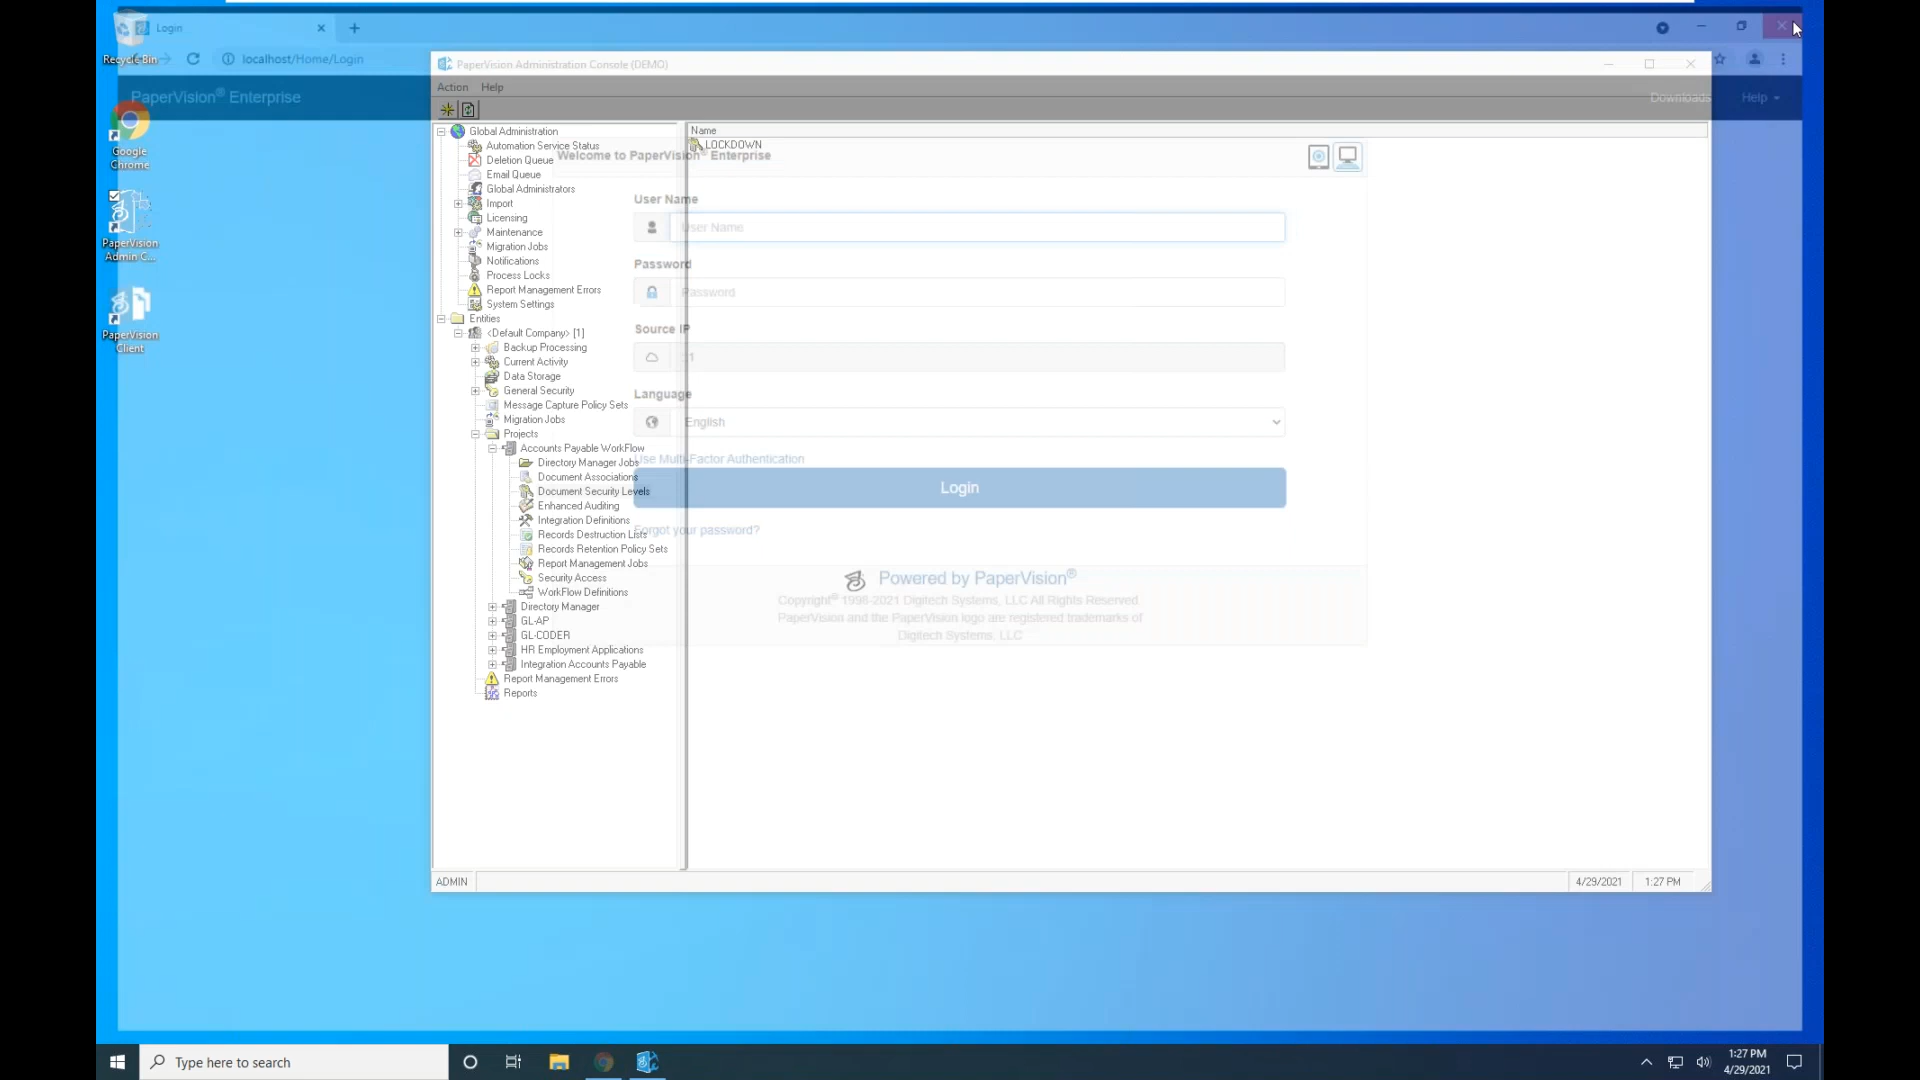 Login
localhost/Home/Login
PaperVision® Enterprise
Downloads
Help
Recycle Bin
Google
Chrome
PaperVision
Admin C...
PaperVision
Client
PaperVision Administration Console (DEMO)
Action Help
Global Administration
Automation Service Status
Deletion Queue
Email Queue
Global Administrators
Import
Licensing
Maintenance
Migration Jobs
Notifications
Process Locks
Report Management Errors
System Settings
Entities
<Default Company> [1]
Backup Processing
Current Activity
Data Storage
General Security
Message Capture Policy Sets
Migration Jobs
Projects
Accounts Payable WorkFlow
Directory Manager Jobs
Document Associations
Document Security Levels
Enhanced Auditing
Integration Definitions
Records Destruction Lists
Records Retention Policy Sets
Report Management Jobs
Security Access
WorkFlow Definitions
Directory Manager
GL-AP
GL-CODER
HR Employment Applications
Integration Accounts Payable
Report Management Errors
Reports
Name
LOCKDOWN
Welcome to PaperVision® Enterprise
User Name
User Name
Password
Password
Source IP
Language
English
Use Multi-Factor Authentication
Login
Forgot your password?
Powered by PaperVision®
Copyright© 1998-2021 Digitech Systems, LLC All Rights Reserved
PaperVision and the PaperVision logo are registered trademarks of
Digitech Systems, LLC
ADMIN
4/29/2021
1:27 PM
Type here to search
1:27 PM
4/29/2021